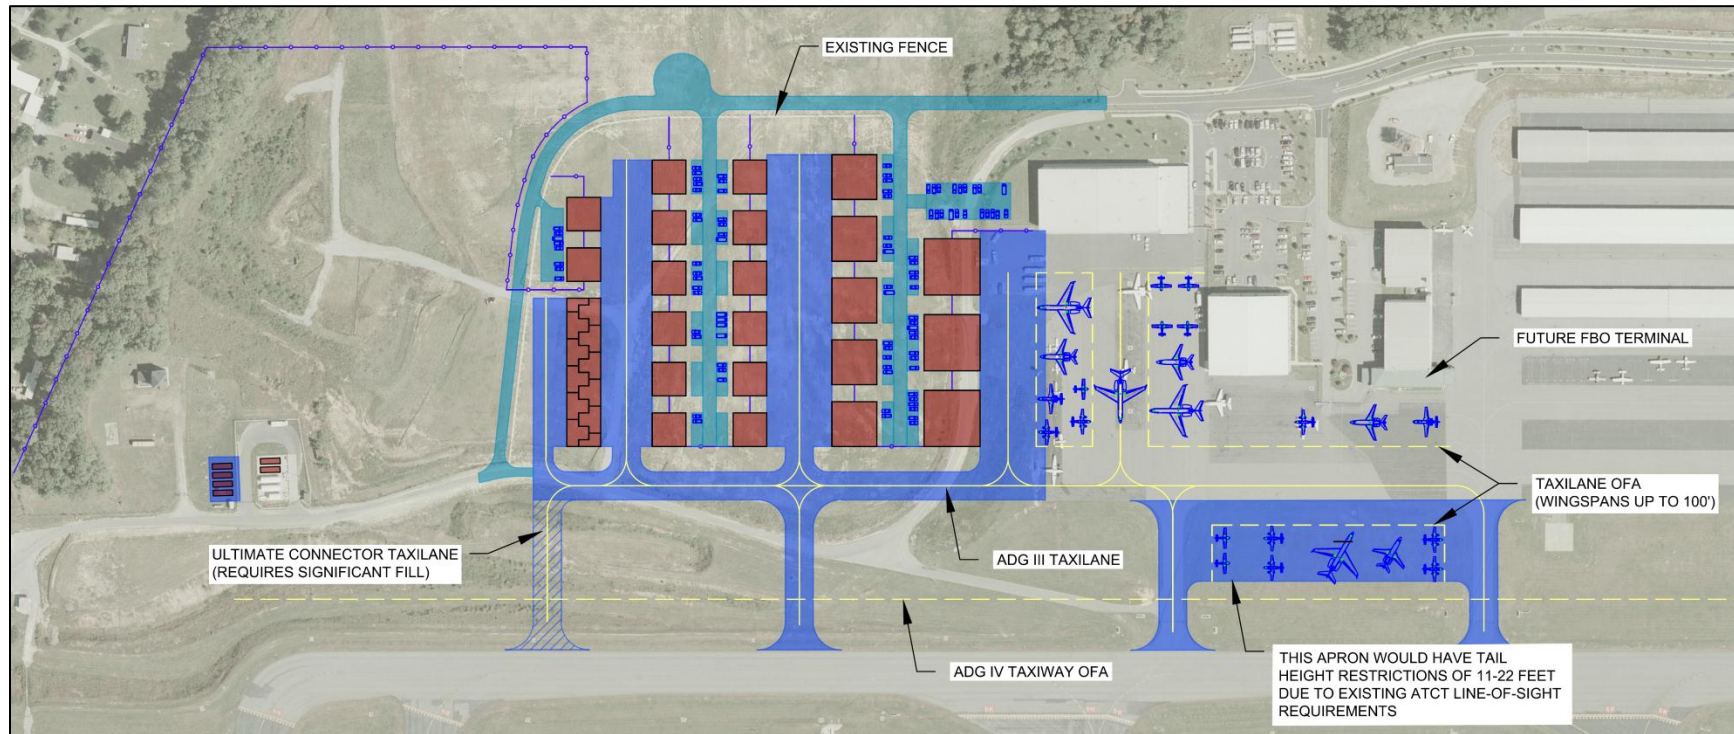 EXISTING FENCE
FUTURE FBO TERMINAL
TAXILANE OFA
(WINGSPANS UP TO 100')
ULTIMATE CONNECTOR TAXILANE
(REQUIRES SIGNIFICANT FILL)
ADG III TAXILANE
ADG IV TAXIWAY OFA
THIS APRON WOULD HAVE TAIL
HEIGHT RESTRICTIONS OF 11-22 FEET
DUE TO EXISTING ATCT LINE-OF-SIGHT
REQUIREMENTS